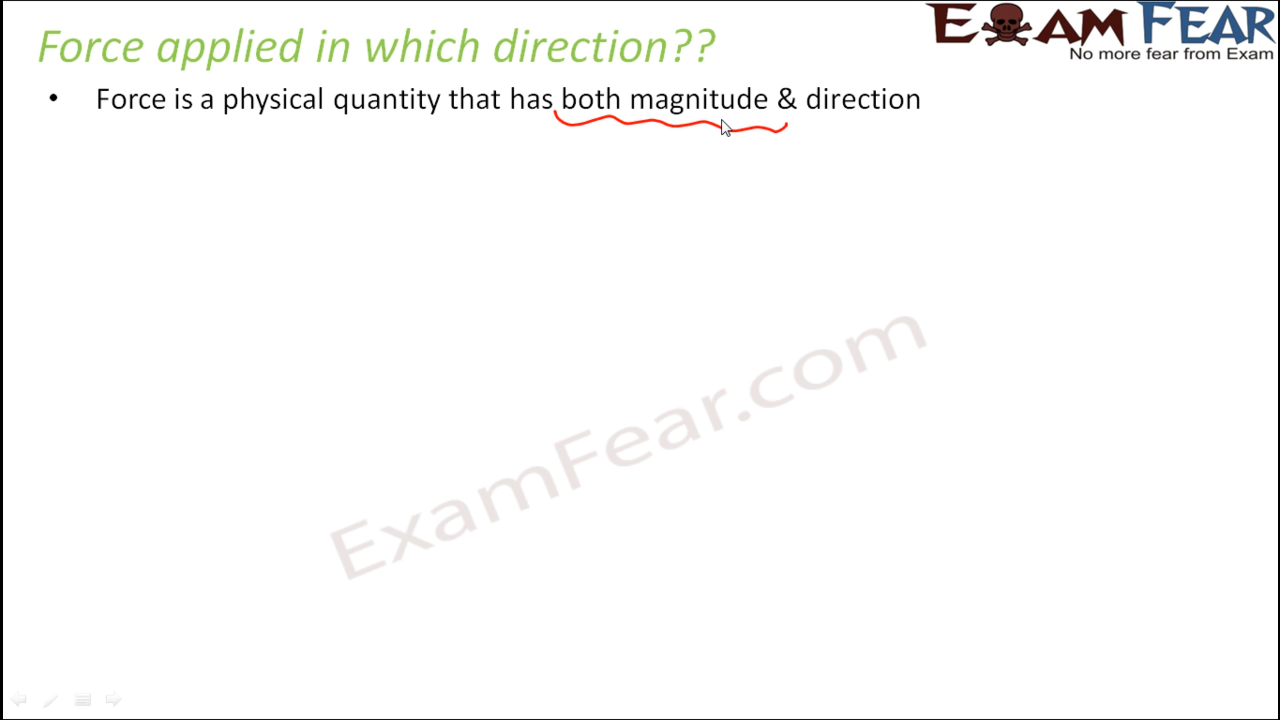 Force applied in which direction??
EXAM FEAR
No more fear from Exam
• Force is a physical quantity that has both magnitude & direction
ExamFear.com